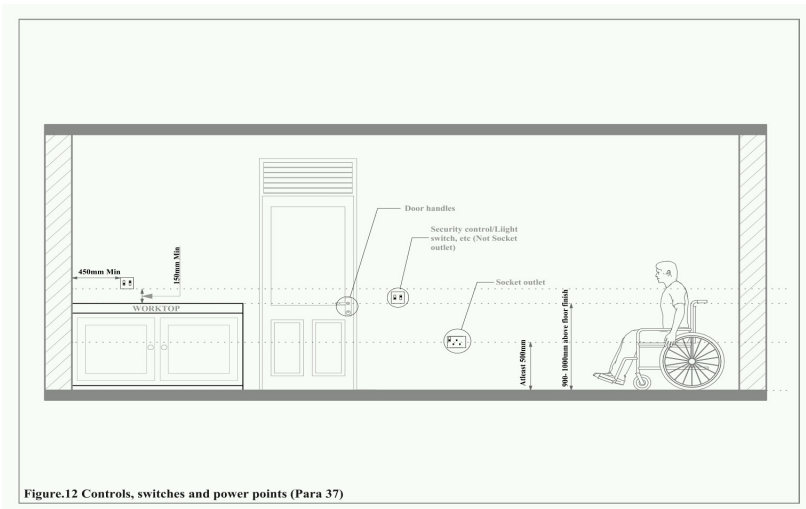 Door handles
Security control/Liight
switch, etc (Not Socket
outlet)
450mm Min
150mm Min
Socket outlet
WORKTOP
Atleast 500mm
900- 1000mm above floor finish
Figure.12 Controls, switches and power points (Para 37)